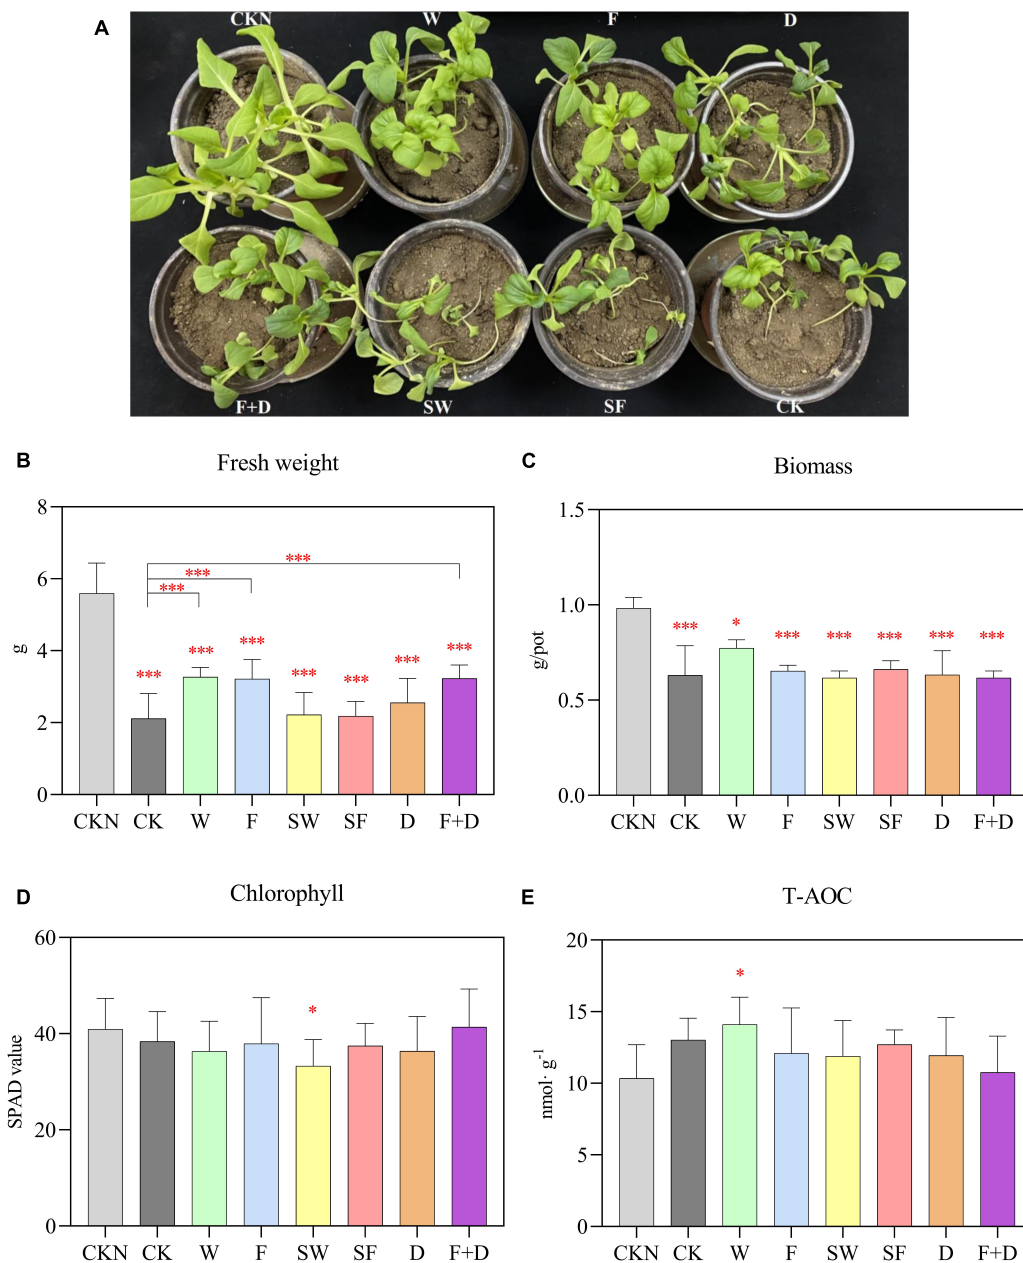 A
CKN W F D
F+D SW SF CK
B
Fresh weight
8
6
4
2
0
g
***
***
***
*** *** *** *** *** *** ***
CKN CK W F SW SF D F+D
C
Biomass
1.5
1.0
0.5
0.0
g/pot
*** * *** *** *** *** ***
CKN CK W F SW SF D F+D
D
Chlorophyll
60
40
20
0
SPAD value
*
CKN CK W F SW SF D F+D
E
T-AOC
20
15
10
5
0
nmol· g⁻¹
*
CKN CK W F SW SF D F+D